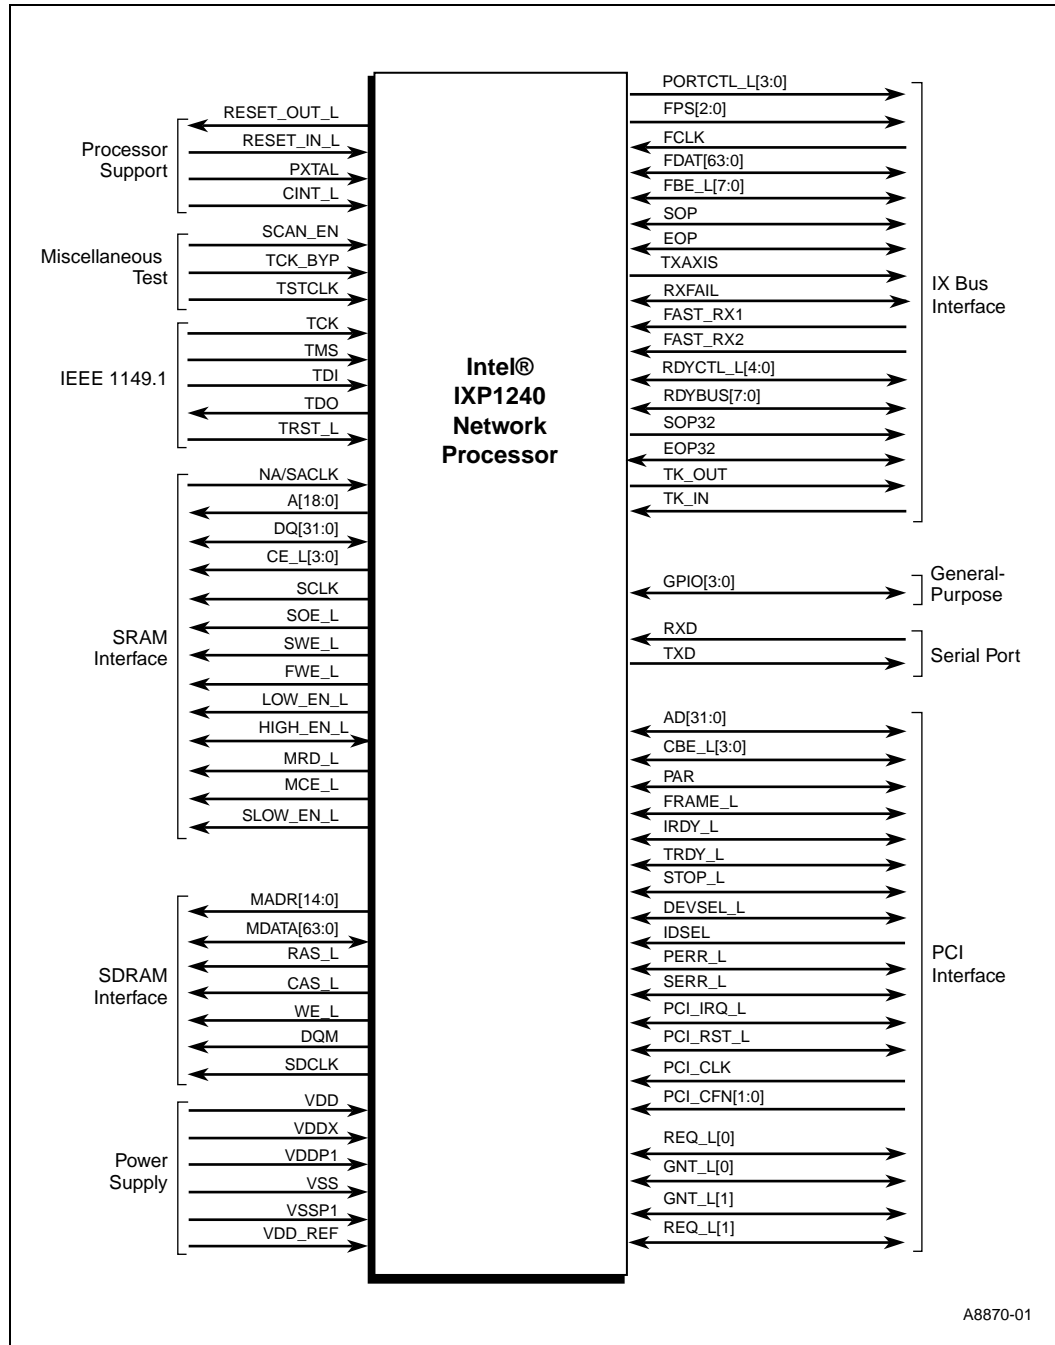 RESET_OUT_L
RESET_IN_L
PXTAL
CINT_L
Processor
Support
SCAN_EN
TCK_BYP
TSTCLK
Miscellaneous
Test
TCK
TMS
TDI
TDO
TRST_L
IEEE 1149.1
NA/SACLK
A[18:0]
DQ[31:0]
CE_L[3:0]
SCLK
SOE_L
SWE_L
FWE_L
LOW_EN_L
HIGH_EN_L
MRD_L
MCE_L
SLOW_EN_L
SRAM
Interface
MADR[14:0]
MDATA[63:0]
RAS_L
CAS_L
WE_L
DQM
SDCLK
SDRAM
Interface
VDD
VDDX
VDDP1
VSS
VSSP1
VDD_REF
Power
Supply
Intel®
IXP1240
Network
Processor
PORTCTL_L[3:0]
FPS[2:0]
FCLK
FDAT[63:0]
FBE_L[7:0]
SOP
EOP
TXAXIS
RXFAIL
FAST_RX1
FAST_RX2
RDYCTL_L[4:0]
RDYBUS[7:0]
SOP32
EOP32
TK_OUT
TK_IN
IX Bus
Interface
GPIO[3:0]
General-
Purpose
RXD
TXD
Serial Port
AD[31:0]
CBE_L[3:0]
PAR
FRAME_L
IRDY_L
TRDY_L
STOP_L
DEVSEL_L
IDSEL
PERR_L
SERR_L
PCI_IRQ_L
PCI_RST_L
PCI_CLK
PCI_CFN[1:0]
REQ_L[0]
GNT_L[0]
GNT_L[1]
REQ_L[1]
PCI
Interface
A8870-01